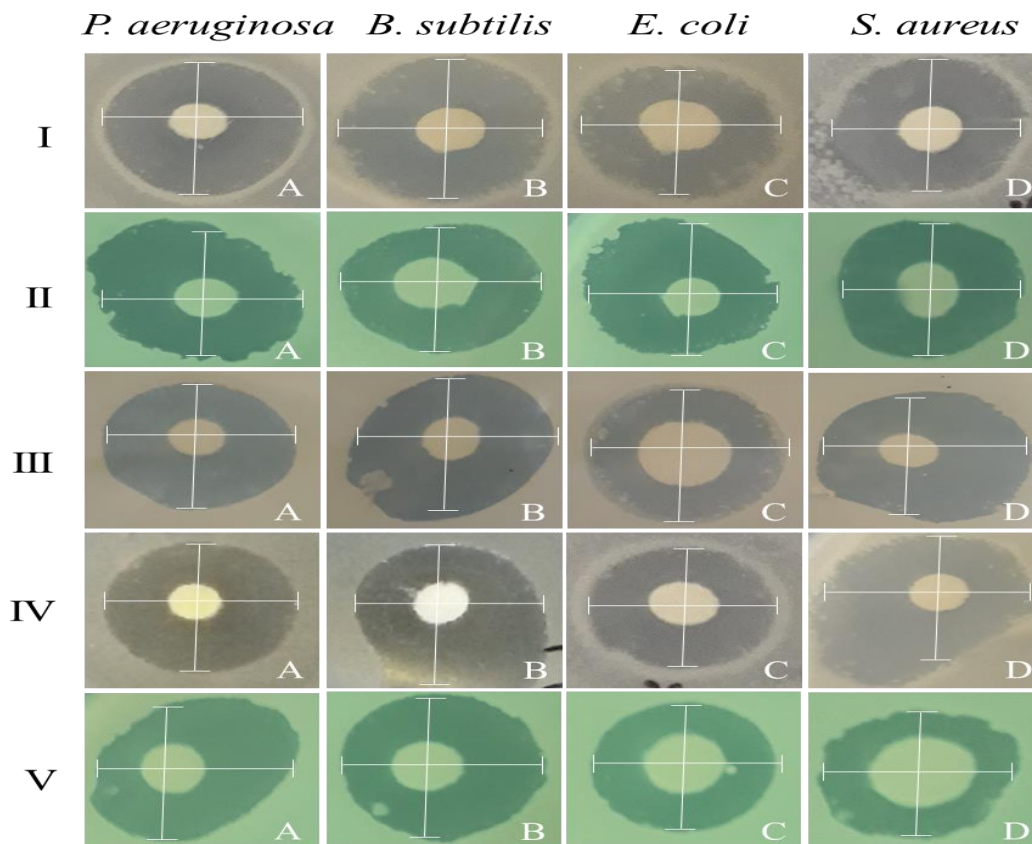 P. aeruginosa B. subtilis E. coli S. aureus
I A B C D
II A B C D
III A B C D
IV A B C D
V A B C D